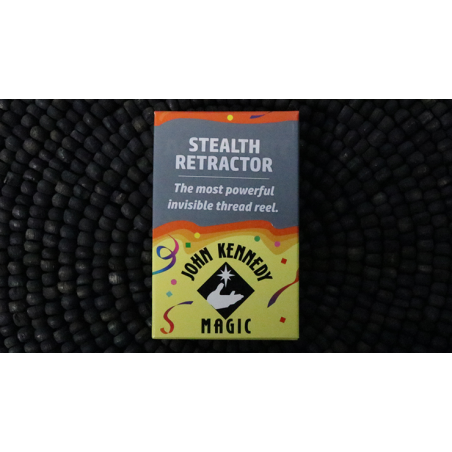 STEALTH
RETRACTOR
The most powerful
invisible thread reel.
JOHN KENNEDY
MAGIC